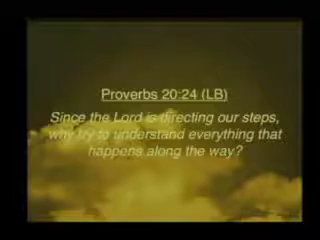 Proverbs 20:24 (LB)
Since the Lord is directing our steps,
why try to understand everything that
happens along the way?